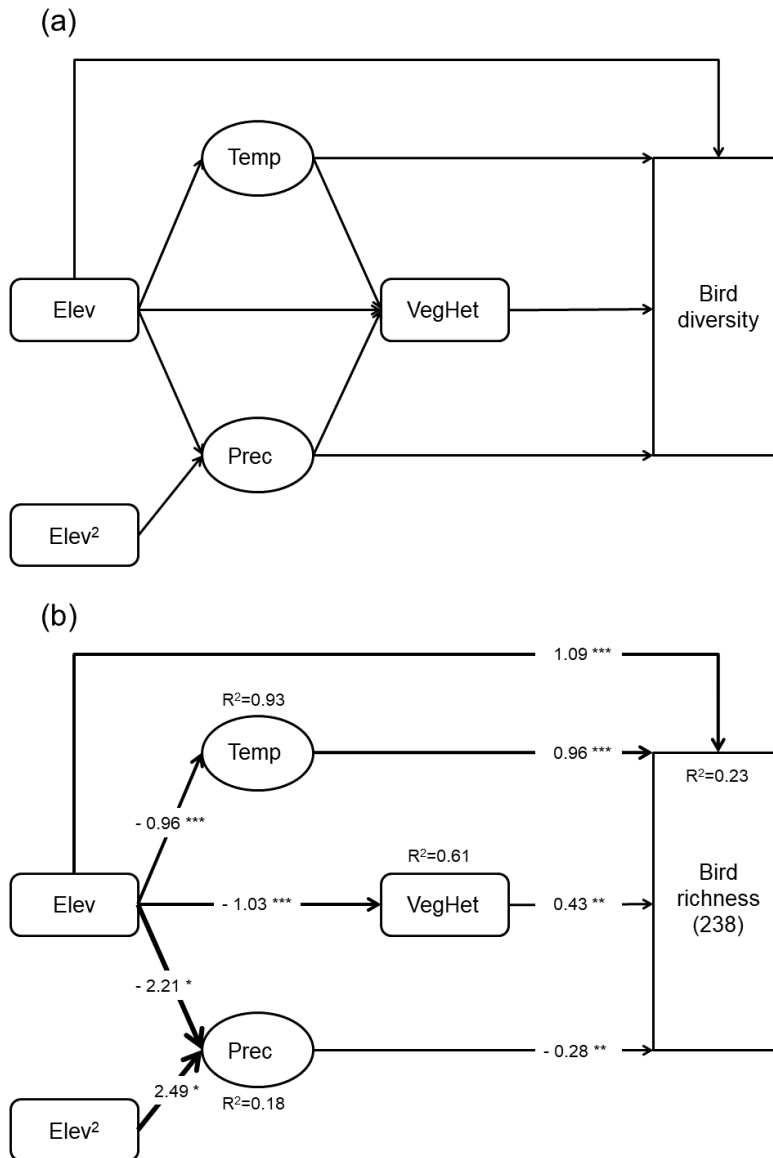 (a)
Temp
Elev
VegHet
Bird
diversity
Prec
Elev²
(b)
1.09 ***
R²=0.93
Temp
0.96 ***
R²=0.23
- 0.96 ***
R²=0.61
Elev
- 1.03 ***
VegHet
0.43 **
Bird
richness
(238)
- 2.21 *
Prec
- 0.28 **
2.49 *
R²=0.18
Elev²